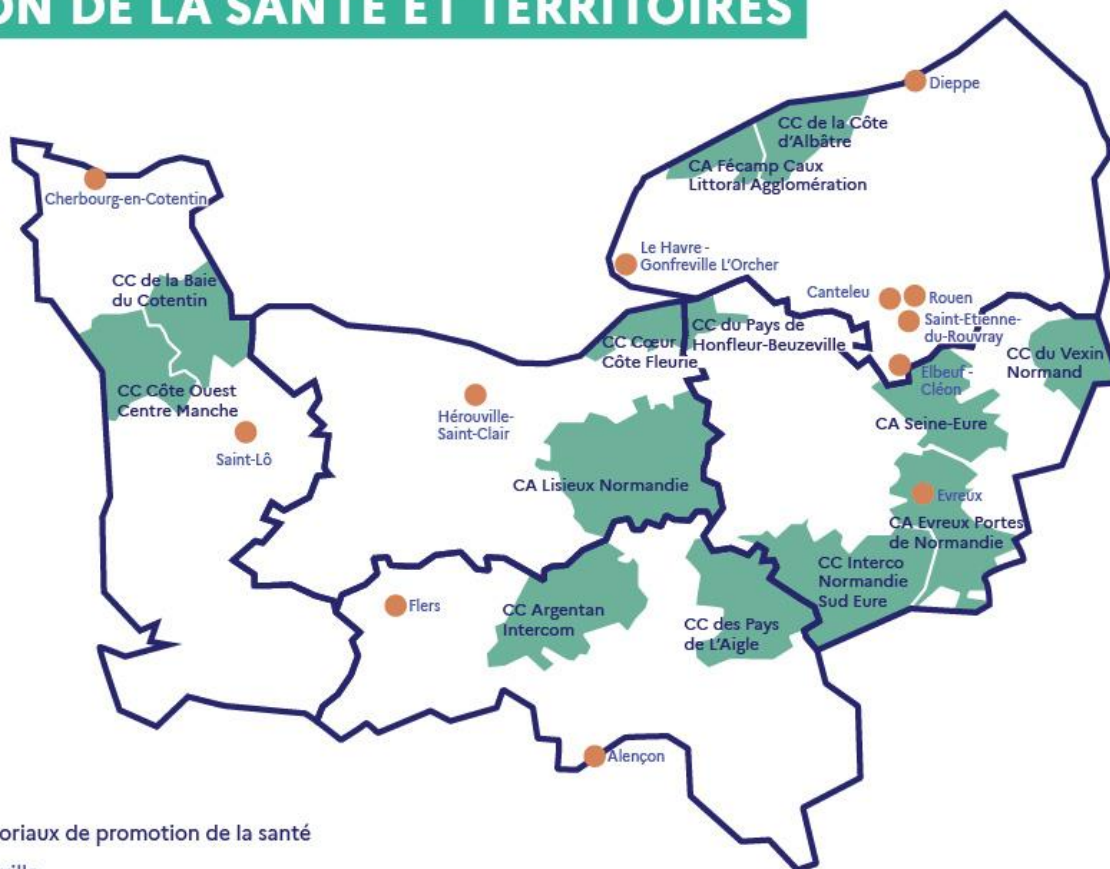 ON DE LA SANTÉ ET TERRITOIRES
Dieppe
CC de la Côte
d'Albâtre
CA Fécamp Caux
Littoral Agglomération
Cherbourg-en-Cotentin
Le Havre -
Gonfreville L'Orcher
CC de la Baie
du Cotentin
Canteleu
Rouen
Saint-Etienne-
du-Rouvray
CC du Pays de
Honfleur-Beuzeville
CC Cœur
Côte Fleurie
CC du Vexin
Normand
Elbeuf -
Cléon
CC Côte Ouest
Centre Manche
Hérouville-
Saint-Clair
CA Seine-Eure
Saint-Lô
CA Lisieux Normandie
Evreux
CA Evreux Portes
de Normandie
CC Interco
Normandie
Sud Eure
Flers
CC Argentan
Intercom
CC des Pays
de L'Aigle
Alençon
oriaux de promotion de la santé